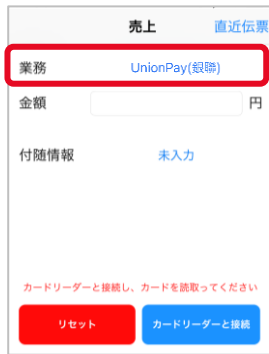 売上 直近伝票
業務 UnionPay(銀聯)
金額 円
付随情報 未入力
カードリーダーと接続し、カードを読取ってください
リセット カードリーダーと接続